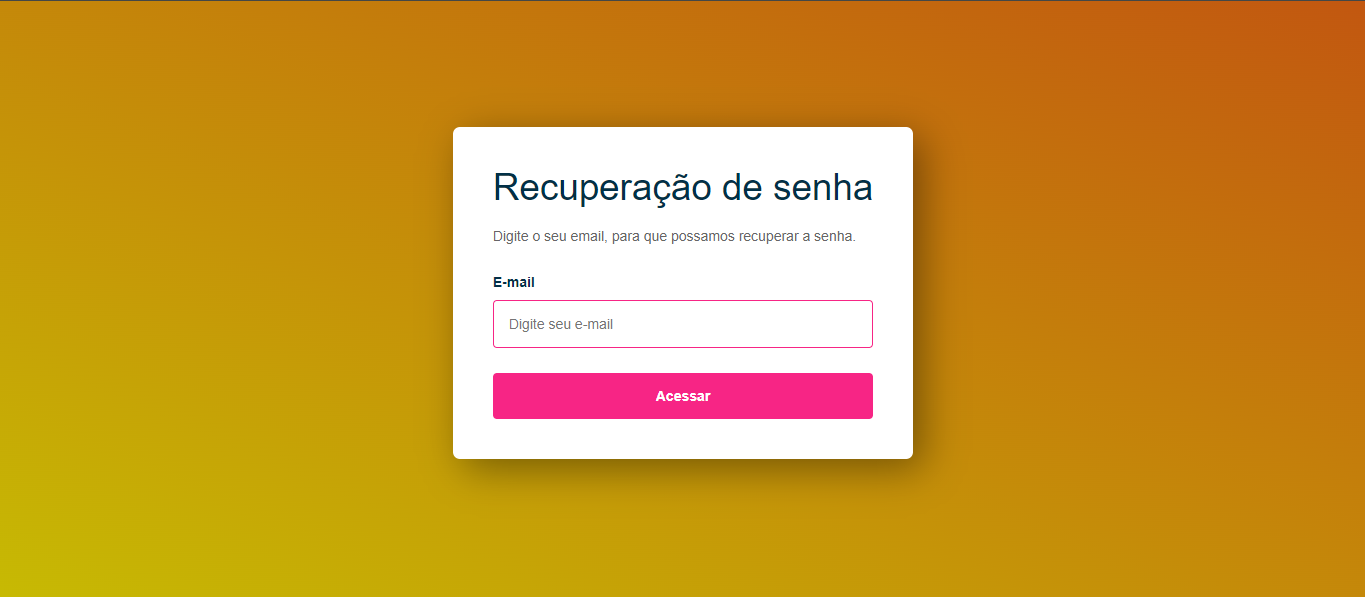 Recuperação de senha
Digite o seu email, para que possamos recuperar a senha.
E-mail
Digite seu e-mail
Acessar